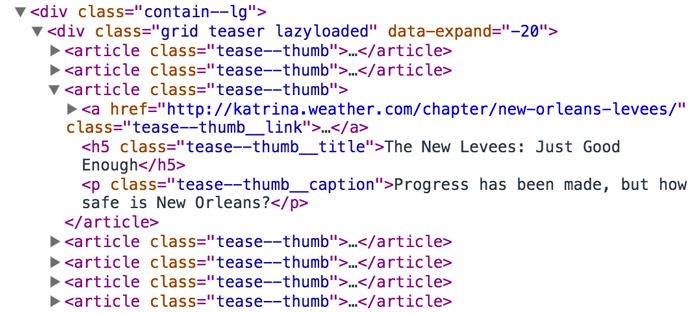 ▼<div class="contain--lg">
▼<div class="grid teaser lazyloaded" data-expand="-20">
▶<article class="tease--thumb">…</article>
▶<article class="tease--thumb">…</article>
▼<article class="tease--thumb">
▶<a href="http://katrina.weather.com/chapter/new-orleans-levees/"
class="tease--thumb__link">…</a>
<h5 class="tease--thumb__title">The New Levees: Just Good
Enough</h5>
<p class="tease--thumb__caption">Progress has been made, but how
safe is New Orleans?</p>
</article>
▶<article class="tease--thumb">…</article>
▶<article class="tease--thumb">…</article>
▶<article class="tease--thumb">…</article>
▶<article class="tease--thumb">…</article>